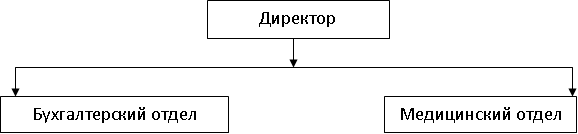 Директор
Бухгалтерский отдел
Медицинский отдел